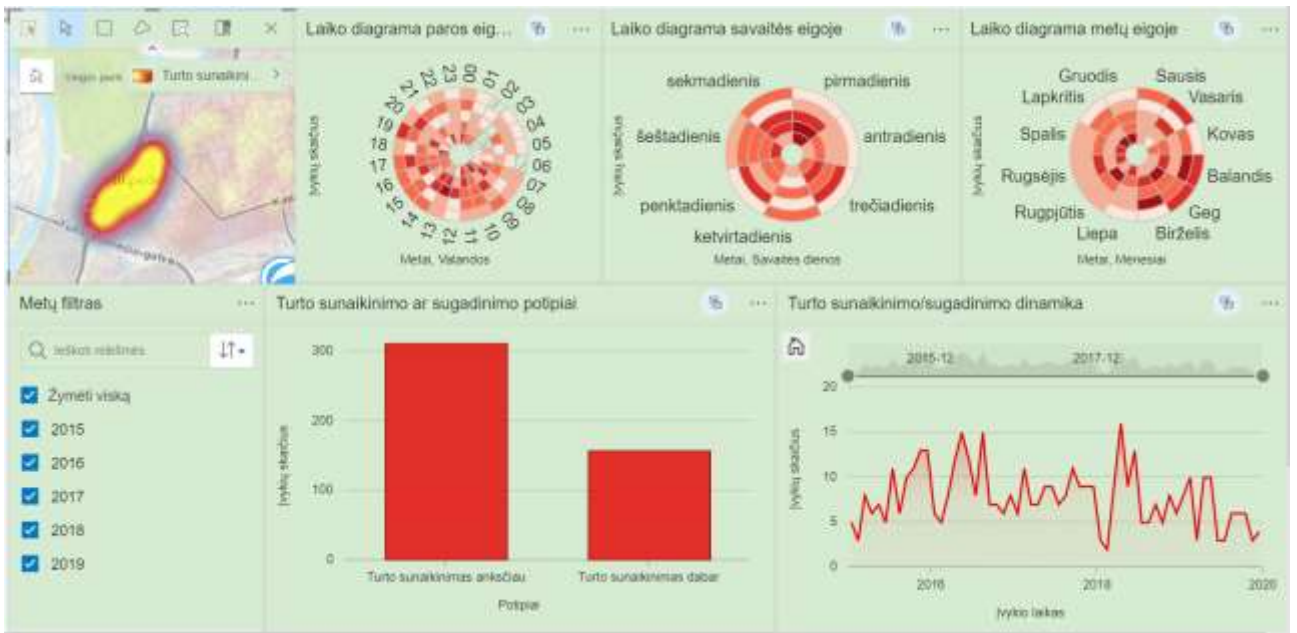 Laiko diagrama paros eig...
Laiko diagrama savaitės eigoje
Laiko diagrama metų eigoje
Turto sunaikini...
Įvykių skaičius
00
01
02
03
04
05
06
07
08
09
10
11
12
13
14
15
16
17
18
19
20
21
22
23
Metai, Valandos
Įvykių skaičius
sekmadienis
pirmadienis
šeštadienis
antradienis
penktadienis
trečiadienis
ketvirtadienis
Metai, Savaitės dienos
Įvykių skaičius
Gruodis
Sausis
Lapkritis
Vasaris
Spalis
Kovas
Rugsėjis
Balandis
Rugpjūtis
Geg
Liepa
Birželis
Metai, Mėnesiai
Metų filtras
Ieškoti reikšmės
Žymėti viską
2015
2016
2017
2018
2019
Turto sunaikinimo ar sugadinimo potipiai
Įvykių skaičius
300
200
100
0
Turto sunaikinimas anksčiau
Turto sunaikinimas dabar
Potipiai
Turto sunaikinimo/sugadinimo dinamika
2015-12
2017-12
Įvykių skaičius
20
15
10
5
0
2016
2018
2020
Įvykio laikas